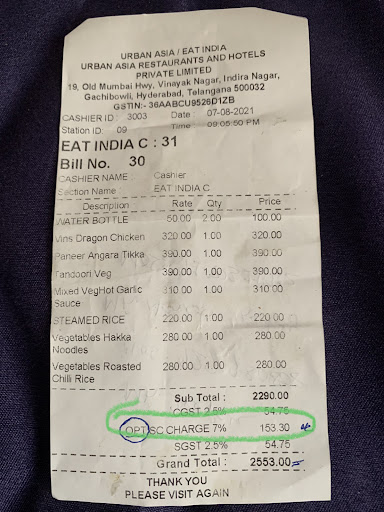 URBAN ASIA / EAT INDIA
URBAN ASIA RESTAURANTS AND HOTELS
PRIVATE LIMITED
19, Old Mumbai Hwy, Vinayak Nagar, Indira Nagar,
Gachibowli, Hyderabad, Telangana 500032
GSTIN:- 36AABCU9526D1ZB
CASHIER ID : 3003 Date : 07-08-2021
Station ID: 09 Time : 09:05:50 PM
EAT INDIA C : 31
Bill No. 30
CASHIER NAME Cashier
Section Name EAT INDIA C
Description Rate Qty Price
WATER BOTTLE 50.00 2.00 100.00
Vins Dragon Chicken 320.00 1.00 320.00
Paneer Angara Tikka 390.00 1.00 390.00
Tandoori Veg 390.00 1.00 390.00
Mixed VegHot Garlic 310.00 1.00 310.00
Sauce
STEAMED RICE 220.00 1.00 220.00
Vegetables Hakka 280.00 1.00 280.00
Noodles
Vegetables Roasted 280.00 1.00 280.00
Chilli Rice
Sub Total : 2290.00
CGST 2.5% 54.75
OPT SC CHARGE 7% 153.30
SGST 2.5% 54.75
Grand Total : 2553.00
THANK YOU
PLEASE VISIT AGAIN